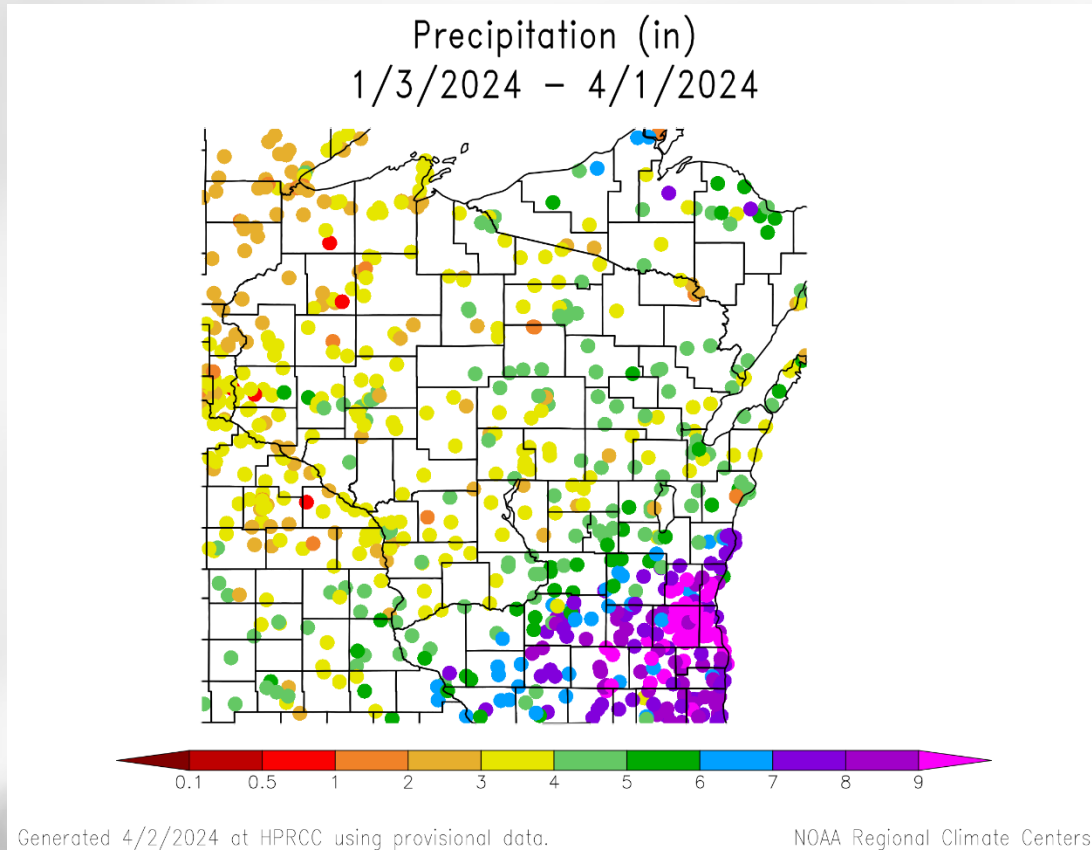 Precipitation (in)
1/3/2024 – 4/1/2024
0.1 0.5 1 2 3 4 5 6 7 8 9
Generated 4/2/2024 at HPRCC using provisional data.
NOAA Regional Climate Centers